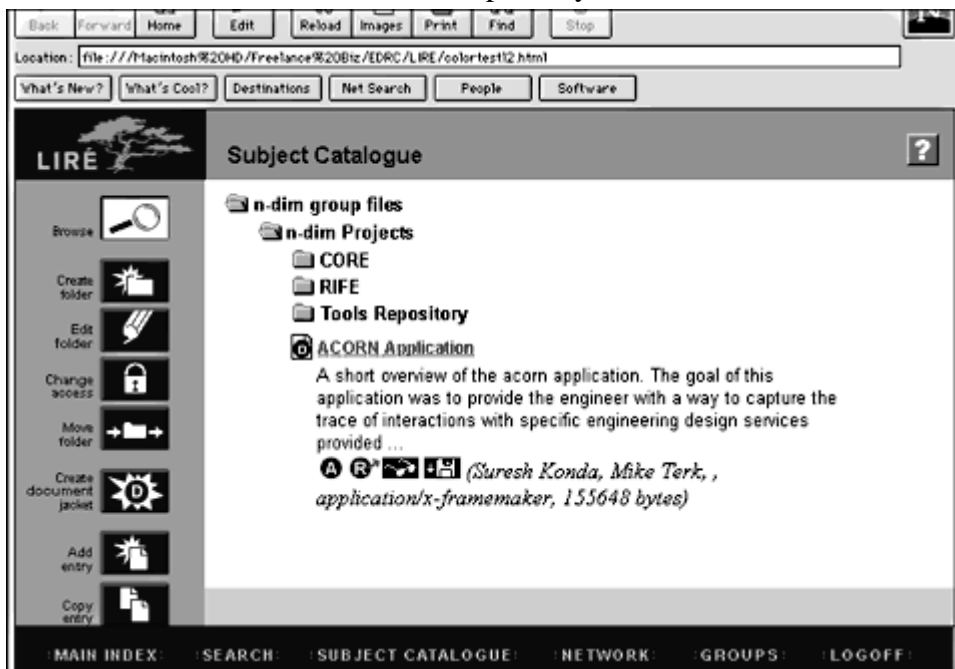 Back Forward Home Edit Reload Images Print Find Stop
Location: file:///Macintosh%20HD/Freelance%20Biz/EDRC/LIRE/colortest12.html
What's New? What's Cool? Destinations Net Search People Software
LIRÉ
Subject Catalogue
?
Browse
Create
folder
Edit
folder
Change
access
Move
folder
Create
document
jacket
D
Add
entry
Copy
entry
n-dim group files
n-dim Projects
CORE
RIFE
Tools Repository
D ACORN Application
A short overview of the acorn application. The goal of this
application was to provide the engineer with a way to capture the
trace of interactions with specific engineering design services
provided ...
A R (Suresh Konda, Mike Terk, ,
application/x-framemaker, 155648 bytes)
:MAIN INDEX: :SEARCH: :SUBJECT CATALOGUE: :NETWORK: :GROUPS: :LOGOFF: